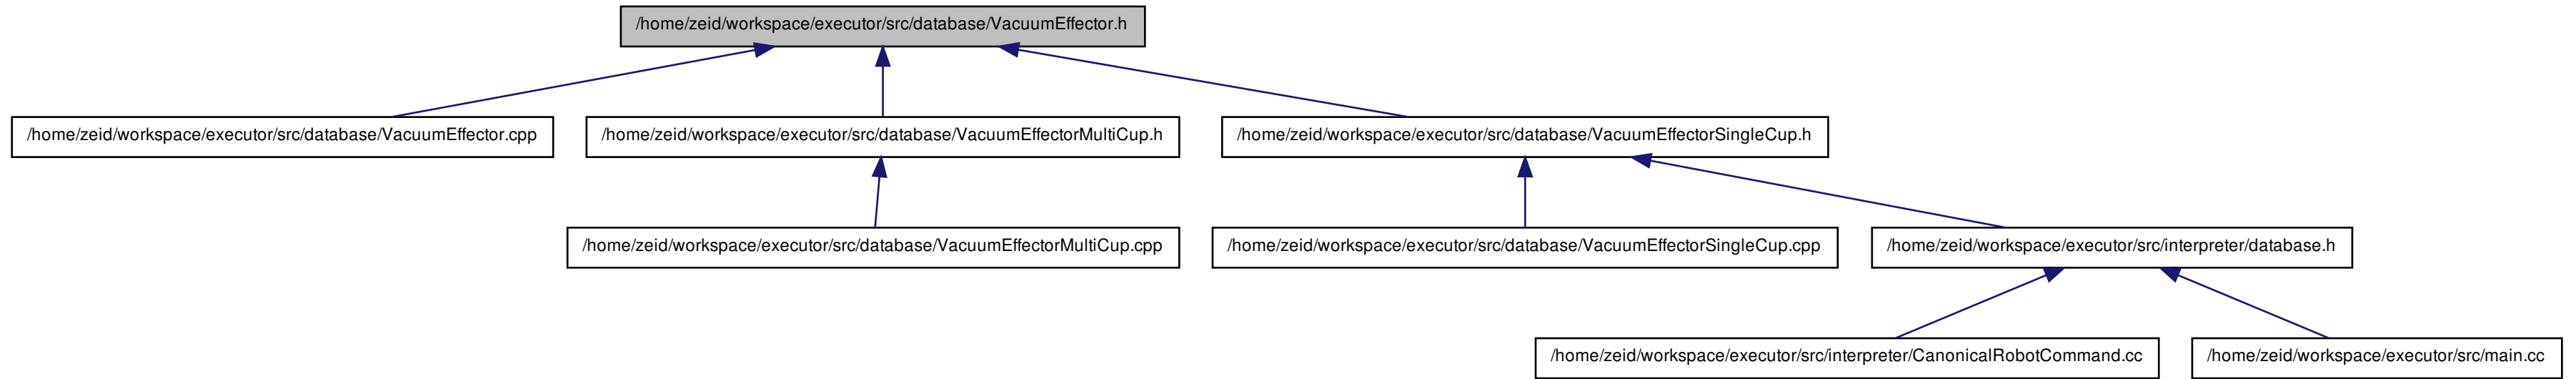 /home/zeid/workspace/executor/src/database/VacuumEffector.h
/home/zeid/workspace/executor/src/database/VacuumEffector.cpp
/home/zeid/workspace/executor/src/database/VacuumEffectorMultiCup.h
/home/zeid/workspace/executor/src/database/VacuumEffectorSingleCup.h
/home/zeid/workspace/executor/src/database/VacuumEffectorMultiCup.cpp
/home/zeid/workspace/executor/src/database/VacuumEffectorSingleCup.cpp
/home/zeid/workspace/executor/src/interpreter/database.h
/home/zeid/workspace/executor/src/interpreter/CanonicalRobotCommand.cc
/home/zeid/workspace/executor/src/main.cc